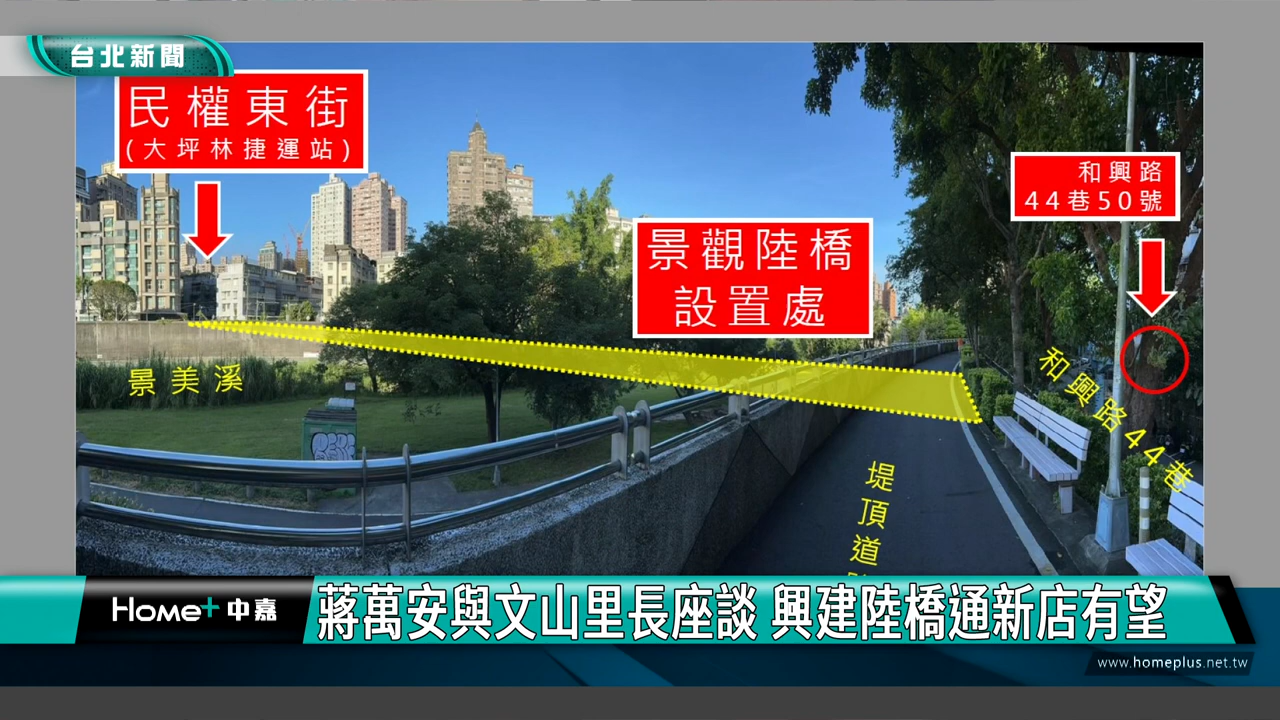 台北新聞
民權東街
(大坪林捷運站)
和興路
44巷50號
景觀陸橋
設置處
景美溪
和興路44巷
堤頂道
Home+ 中嘉
蔣萬安與文山里長座談 興建陸橋通新店有望
www.homeplus.net.tw